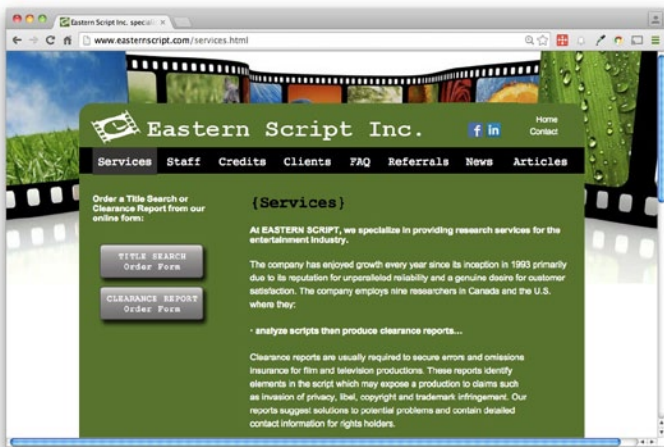 Eastern Script Inc. speciali
www.easternscript.com/services.html
Eastern Script Inc.
Home
Contact
Services Staff Credits Clients FAQ Referrals News Articles
Order a Title Search or
Clearance Report from our
online form:
TITLE SEARCH
Order Form
CLEARANCE REPORT
Order Form
{Services}
At EASTERN SCRIPT, we specialize in providing research services for the
entertainment industry.
The company has enjoyed growth every year since its inception in 1993 primarily
due to its reputation for unparalleled reliability and a genuine desire for customer
satisfaction. The company employs nine researchers in Canada and the U.S.
where they:
· analyze scripts then produce clearance reports...
Clearance reports are usually required to secure errors and omissions
insurance for film and television productions. These reports identify
elements in the script which may expose a production to claims such
as invasion of privacy, libel, copyright and trademark infringement. Our
reports suggest solutions to potential problems and contain detailed
contact information for rights holders.